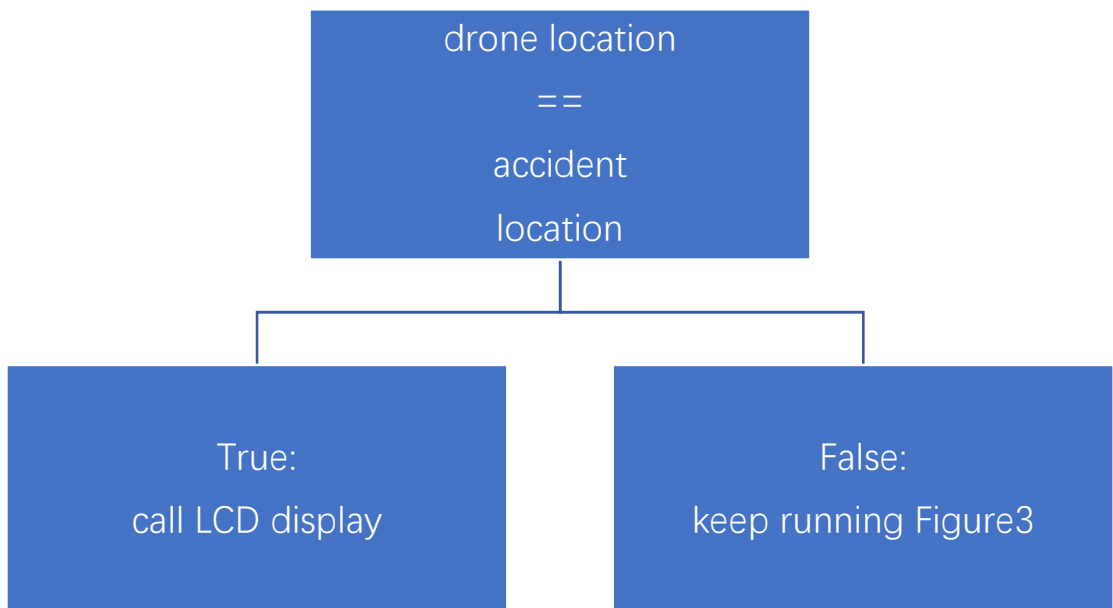 drone location
==
accident
location
True:
call LCD display
False:
keep running Figure3